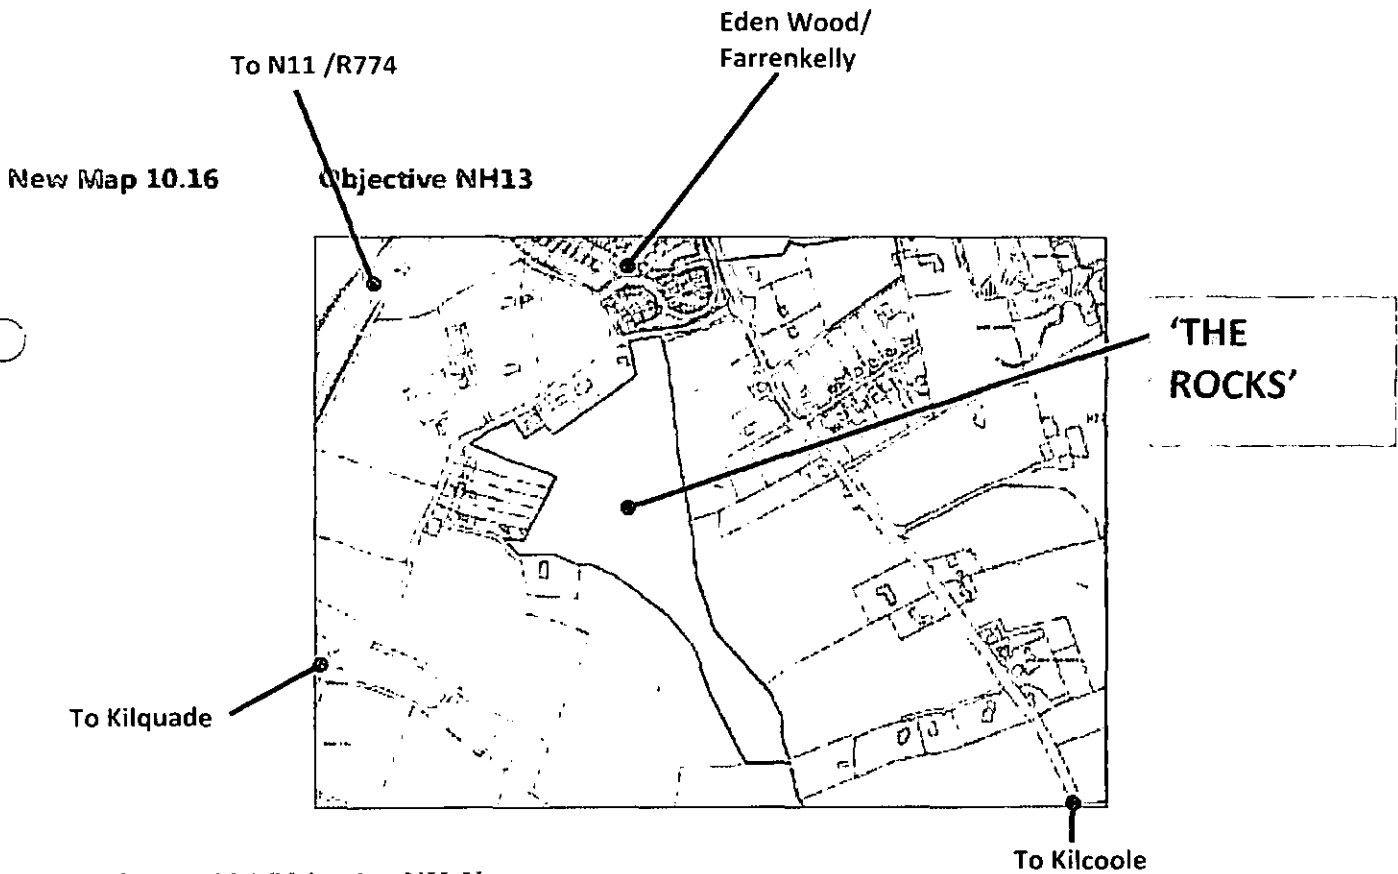 Eden Wood/
Farrenkelly
To N11 /R774
New Map 10.16 Objective NH13
'THE
ROCKS'
To Kilquade
To Kilcoole